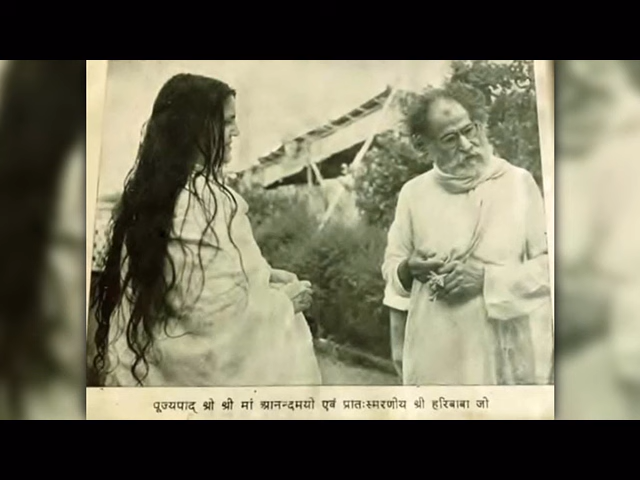 पूज्यपाद् श्री श्री मां आनन्दमयी एवं प्रातःस्मरणीय श्री हरिबाबा जी